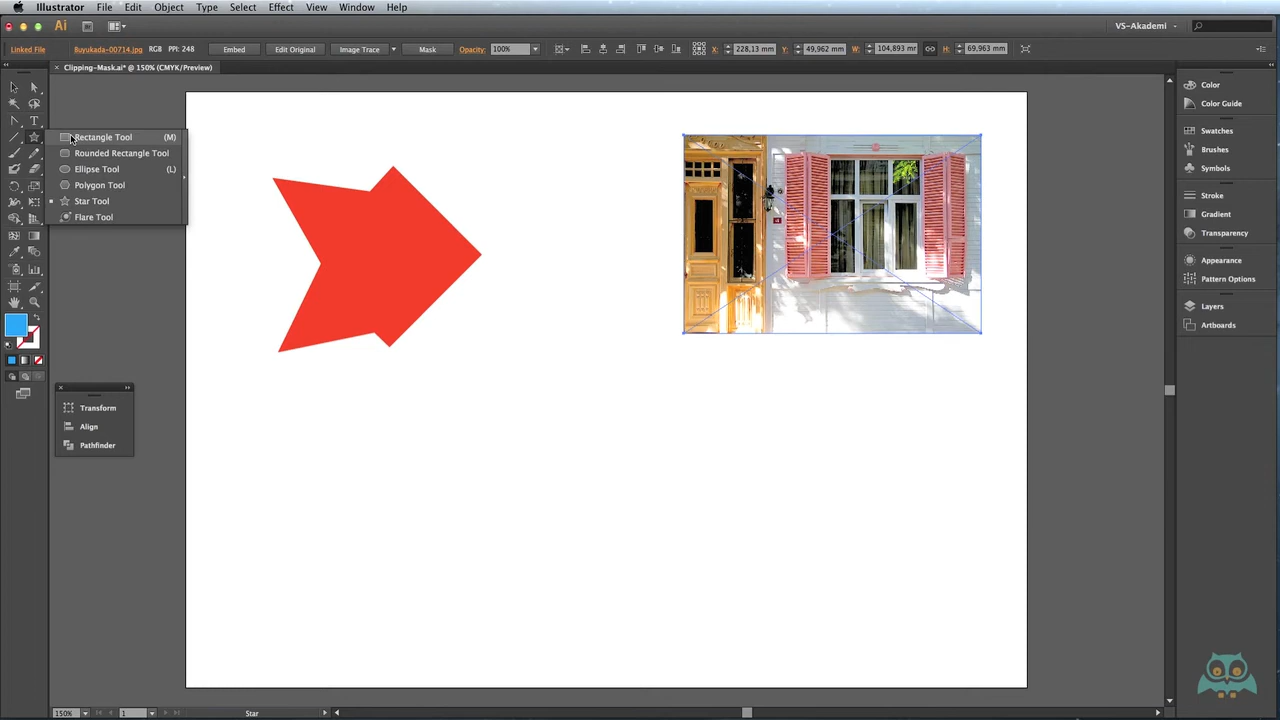 Illustrator File Edit Object Type Select Effect View Window Help
Ai VS-Akademi
Linked File Buyukada-00714.jpg RGB PPI: 248 Embed Edit Original Image Trace Mask Opacity: 100% X: 228,13 mm Y: 49,962 mm W: 104,893 mm H: 69,963 mm
Clipping-Mask.ai* @ 150% (CMYK/Preview)
Color
Color Guide
Swatches
Brushes
Symbols
Stroke
Gradient
Transparency
Appearance
Pattern Options
Layers
Artboards
Rectangle Tool (M)
Rounded Rectangle Tool
Ellipse Tool (L)
Polygon Tool
Star Tool
Flare Tool
Transform
Align
Pathfinder
150% 1 Star